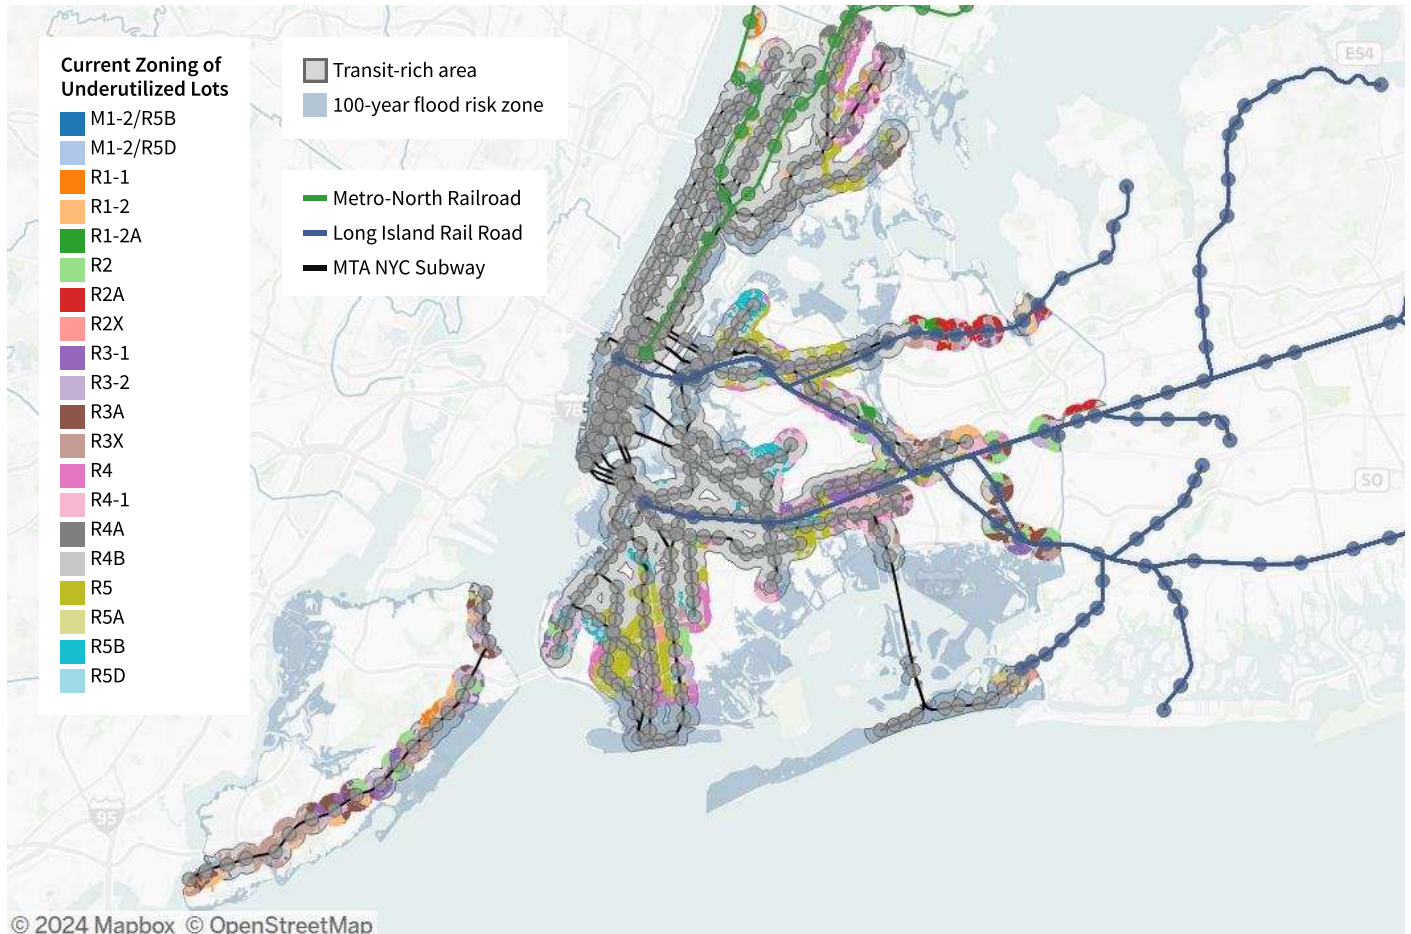 Current Zoning of
Underutilized Lots
M1-2/R5B
M1-2/R5D
R1-1
R1-2
R1-2A
R2
R2A
R2X
R3-1
R3-2
R3A
R3X
R4
R4-1
R4A
R4B
R5
R5A
R5B
R5D
Transit-rich area
100-year flood risk zone
Metro-North Railroad
Long Island Rail Road
MTA NYC Subway
E54
SO
95
© 2024 Mapbox © OpenStreetMap